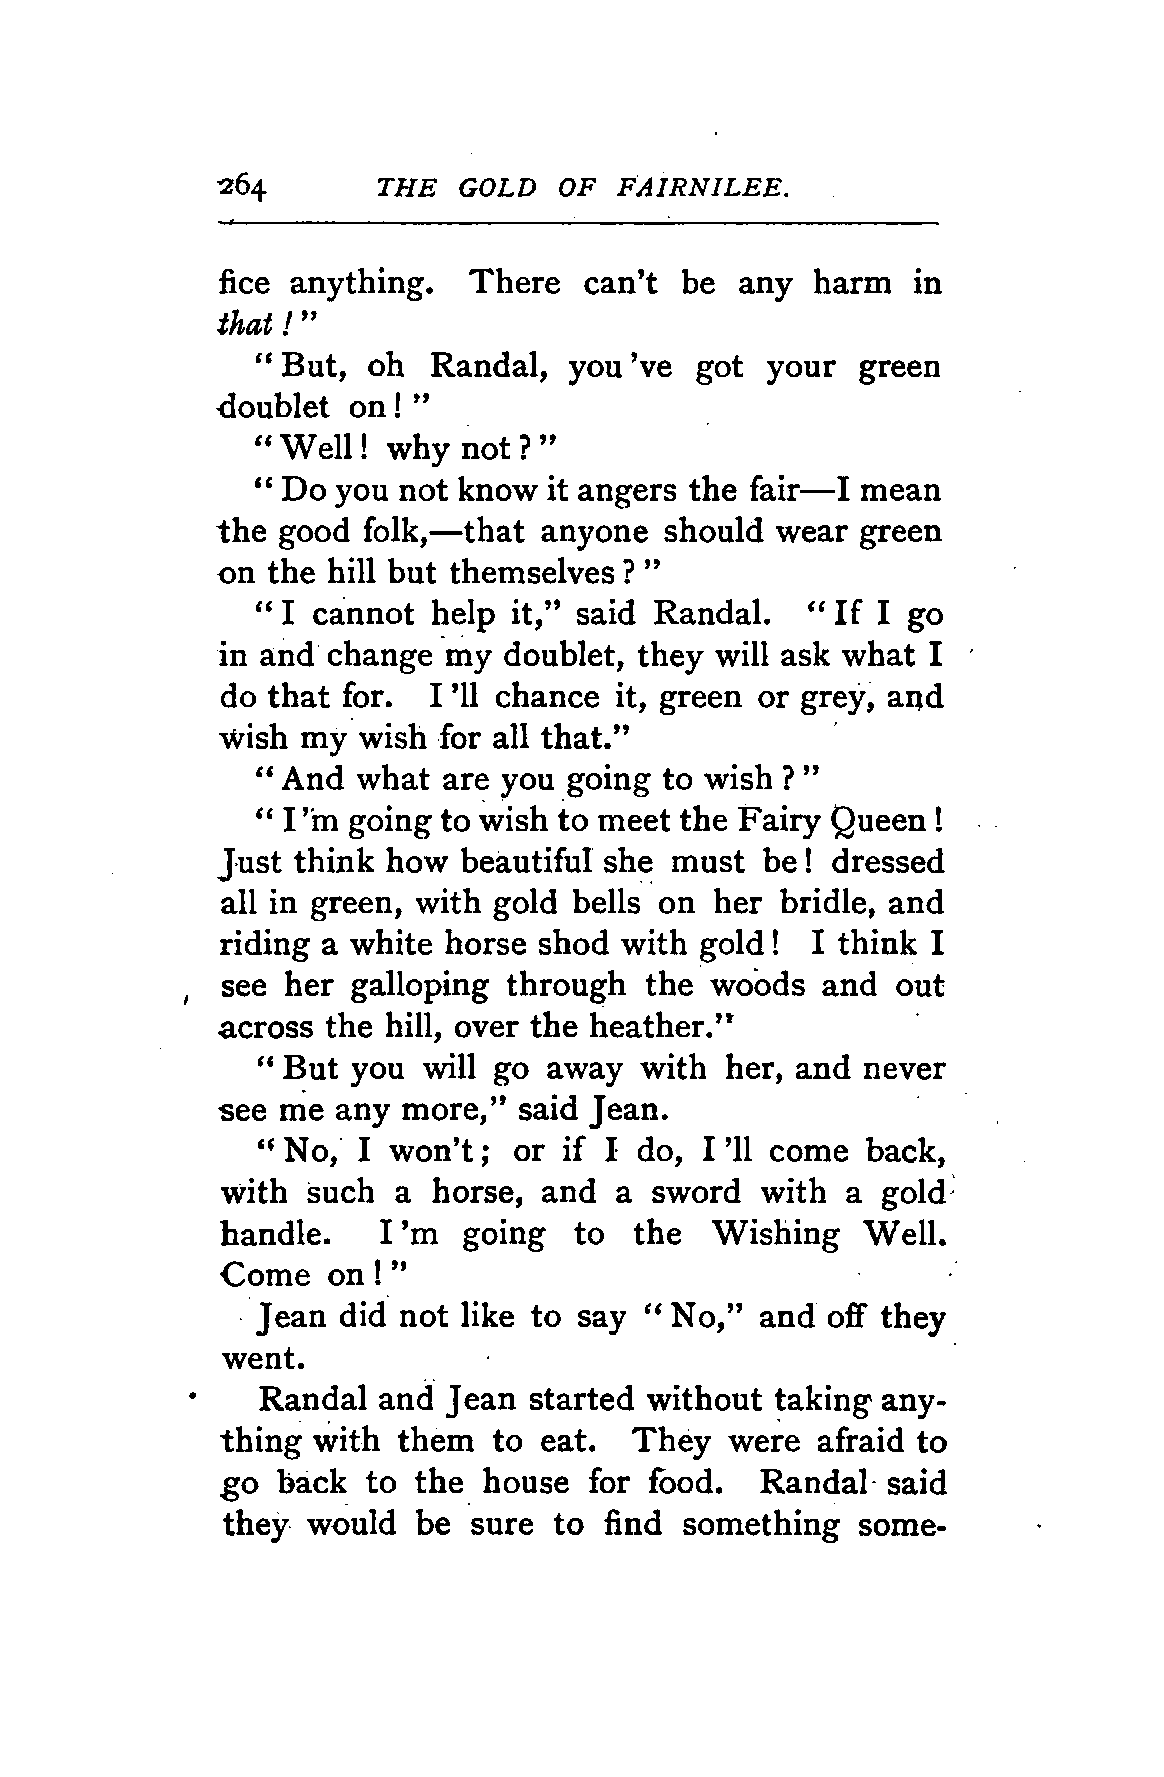 264 THE GOLD OF FAIRNILEE.
fice anything. There can't be any harm in
that!"
"But, oh Randal, you 've got your green
doublet on!"
"Well! why not?"
"Do you not know it angers the fair—I mean
the good folk,—that anyone should wear green
on the hill but themselves?"
"I cannot help it," said Randal. "If I go
in and change my doublet, they will ask what I
do that for. I 'll chance it, green or grey, and
wish my wish for all that."
"And what are you going to wish?"
"I 'm going to wish to meet the Fairy Queen!
Just think how beautiful she must be! dressed
all in green, with gold bells on her bridle, and
riding a white horse shod with gold! I think I
see her galloping through the woods and out
across the hill, over the heather."
"But you will go away with her, and never
see me any more," said Jean.
"No, I won't; or if I do, I 'll come back,
with such a horse, and a sword with a gold
handle. I 'm going to the Wishing Well.
Come on!"
Jean did not like to say "No," and off they
went.
Randal and Jean started without taking any-
thing with them to eat. They were afraid to
go back to the house for food. Randal said
they would be sure to find something some-